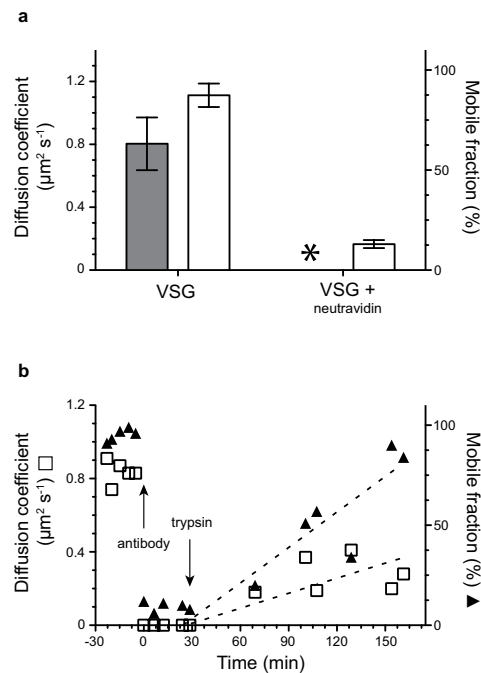 a
Diffusion coefficient
(µm² s⁻¹)
1.2
0.8
0.4
0
100
50
0
Mobile fraction (%)
*
VSG
VSG +
neutravidin
b
Diffusion coefficient □
(µm² s⁻¹)
1.2
0.8
0.4
0
100
50
0
Mobile fraction (%) ▲
antibody
trypsin
-30 0 30 60 90 120 150
Time (min)